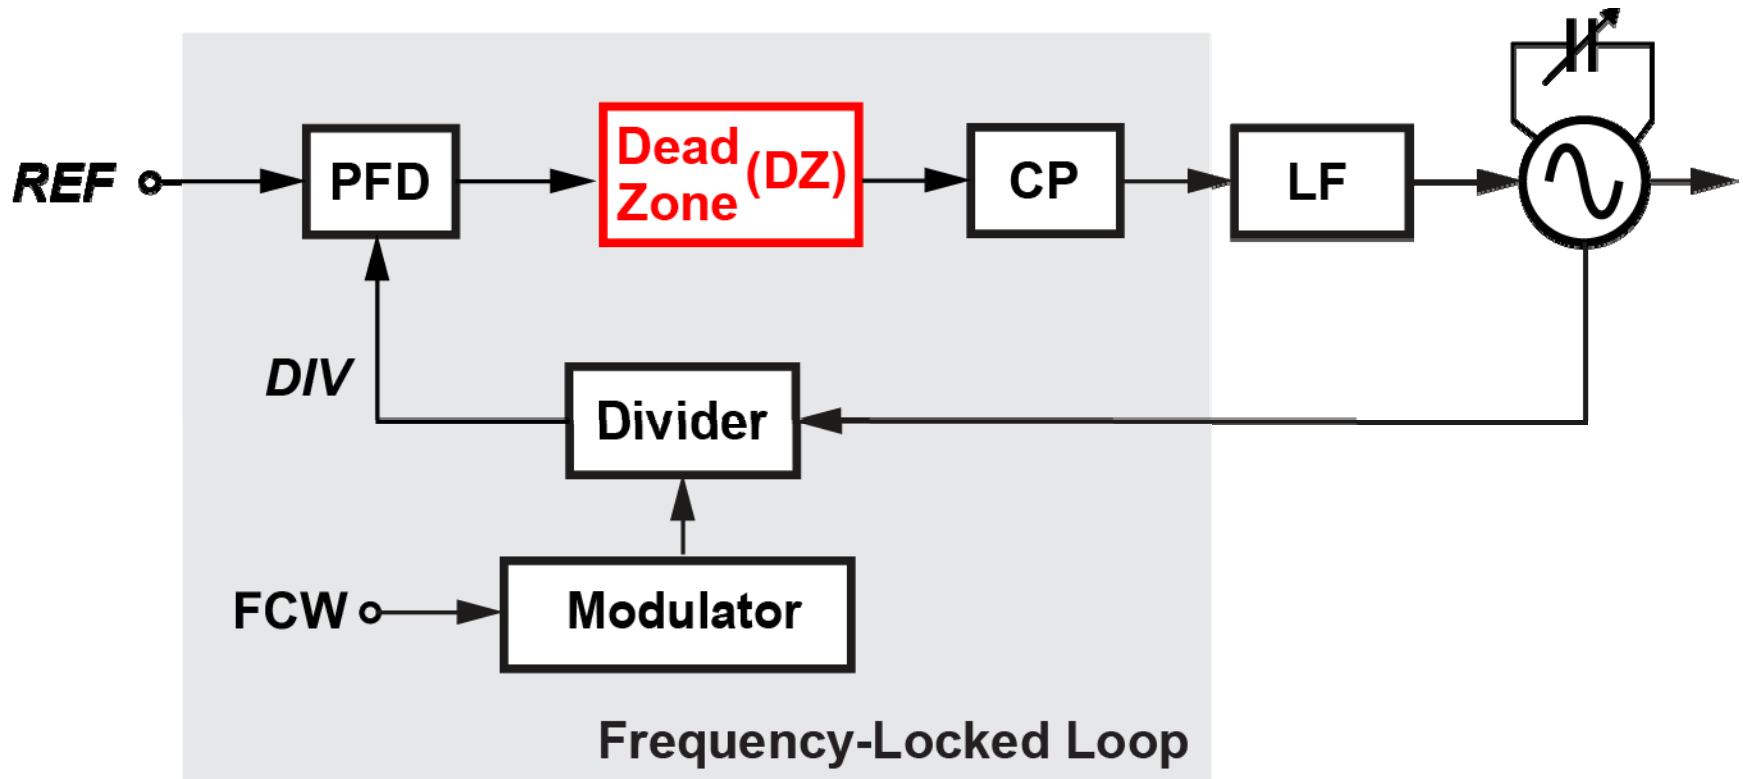 REF
PFD
Dead
Zone
(DZ)
CP
LF
DIV
Divider
FCW
Modulator
Frequency-Locked Loop